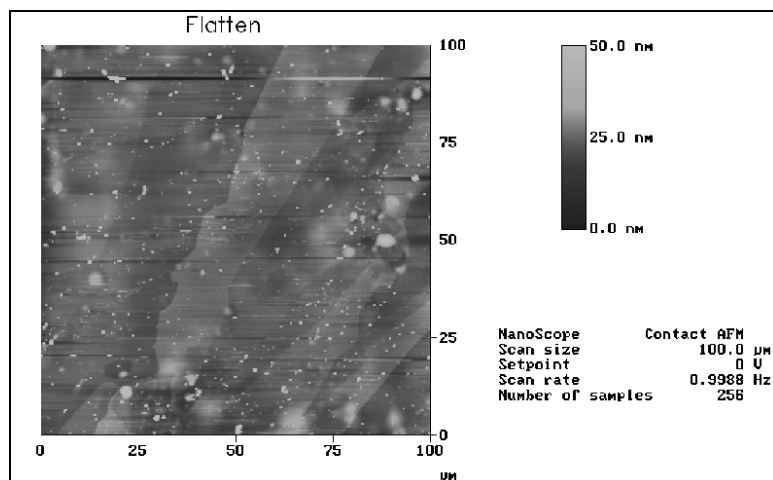 Flatten
100
75
50
25
0
0 25 50 75 100
µM
50.0 nM
25.0 nM
0.0 nM
NanoScope Contact AFM
Scan size 100.0 µM
Setpoint 0 V
Scan rate 0.9988 Hz
Number of samples 256